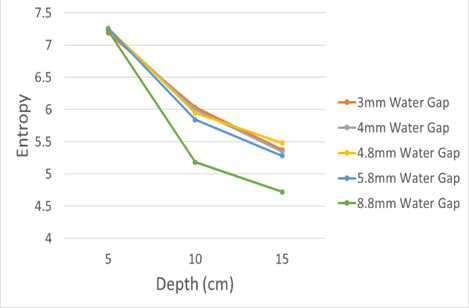 7.5
7
6.5
6
5.5
5
4.5
4
Entropy
5 10 15
Depth (cm)
3mm Water Gap
4mm Water Gap
4.8mm Water Gap
5.8mm Water Gap
8.8mm Water Gap